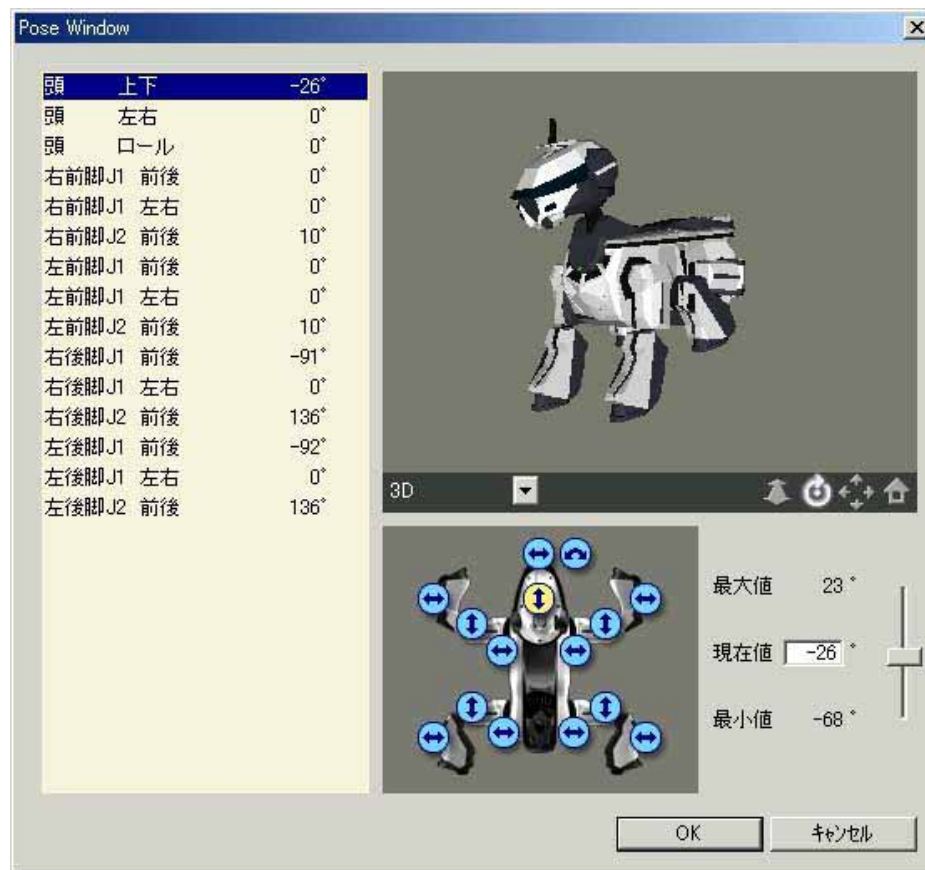 Pose Window
頭 上下 -26°
頭 左右 0°
頭 ロール 0°
右前脚J1 前後 0°
右前脚J1 左右 0°
右前脚J2 前後 10°
左前脚J1 前後 0°
左前脚J1 左右 0°
左前脚J2 前後 10°
右後脚J1 前後 -91°
右後脚J1 左右 0°
右後脚J2 前後 136°
左後脚J1 前後 -92°
左後脚J1 左右 0°
左後脚J2 前後 136°
3D
最大値 23 °
現在値 -26 °
最小値 -68 °
OK
キャンセル